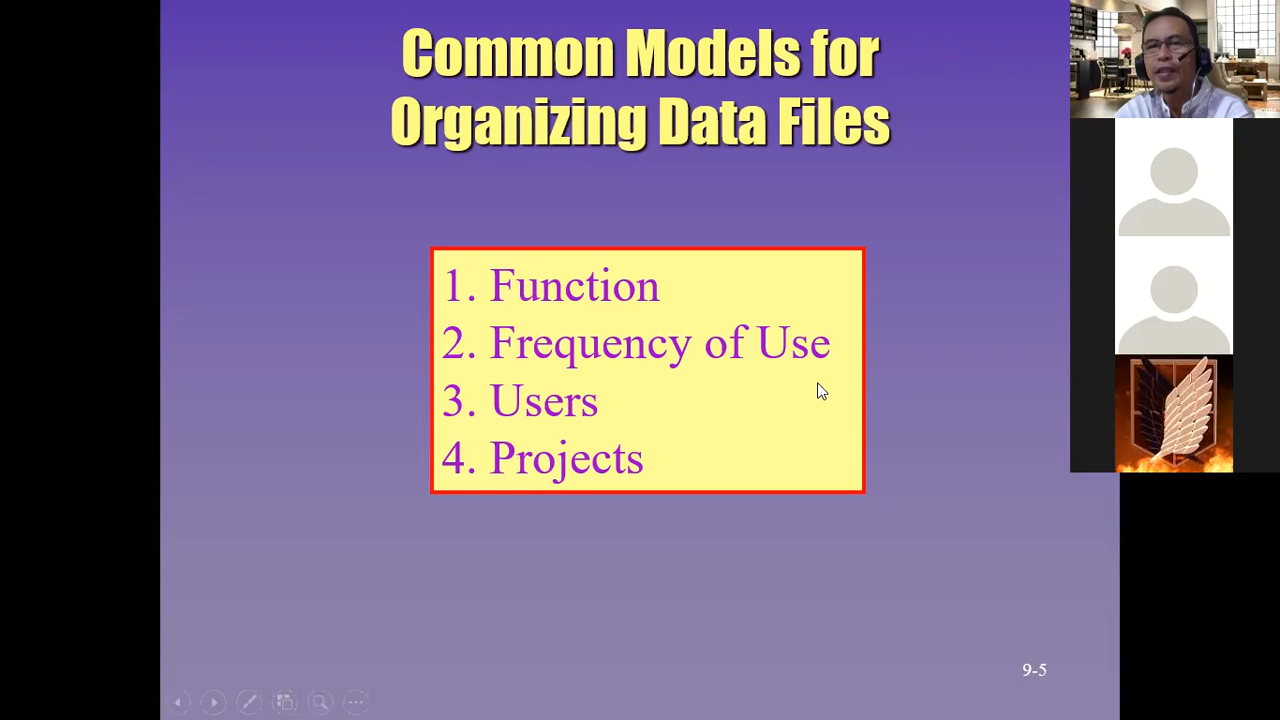 Common Models for
Organizing Data Files
1. Function
2. Frequency of Use
3. Users
4. Projects
9-5